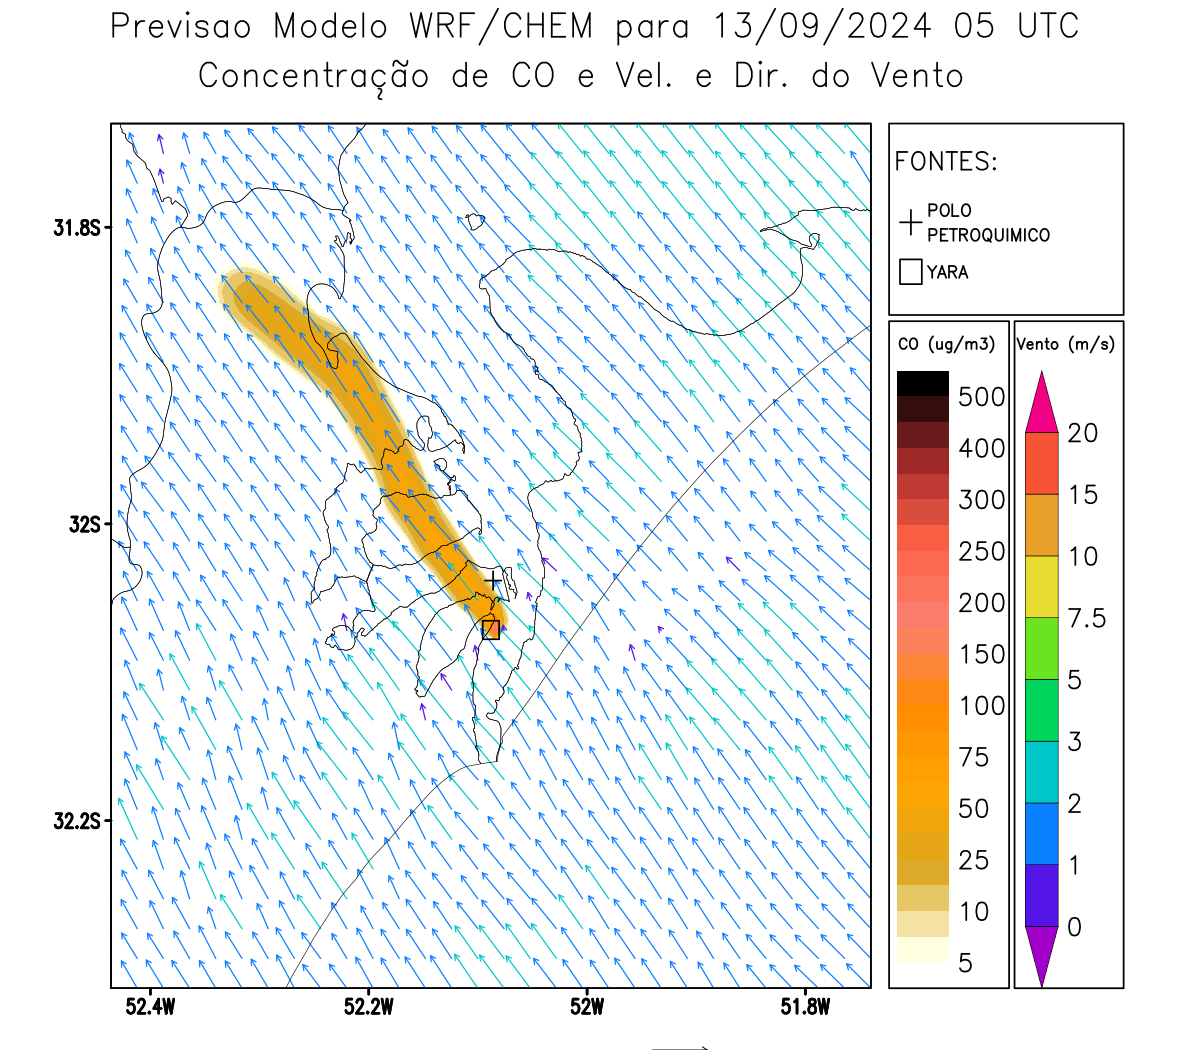 Previsao Modelo WRF/CHEM para 13/09/2024 05 UTC
Concentração de CO e Vel. e Dir. do Vento
FONTES:
POLO
PETROQUIMICO
YARA
CO (ug/m3)
500
400
300
250
200
150
100
75
50
25
10
5
Vento (m/s)
20
15
10
7.5
5
3
2
1
0
31.8S
32S
32.2S
52.4W
52.2W
52W
51.8W